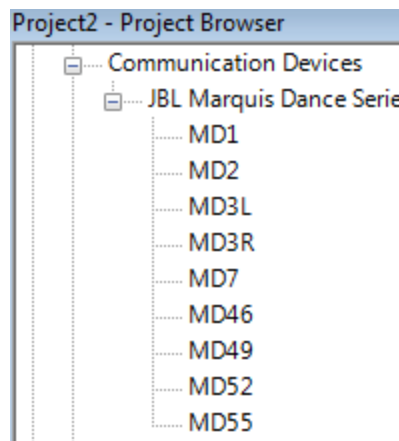 Project2 - Project Browser
Communication Devices
JBL Marquis Dance Serie
MD1
MD2
MD3L
MD3R
MD7
MD46
MD49
MD52
MD55